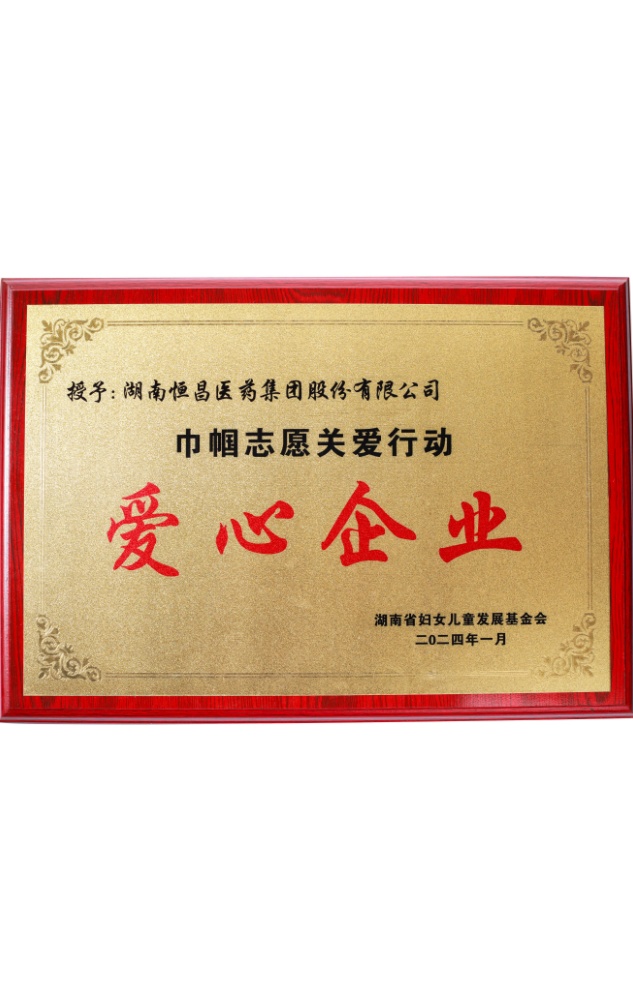 授予：湖南恒昌医药集团股份有限公司
巾帼志愿关爱行动
爱心企业
湖南省妇女儿童发展基金会
二〇二四年一月